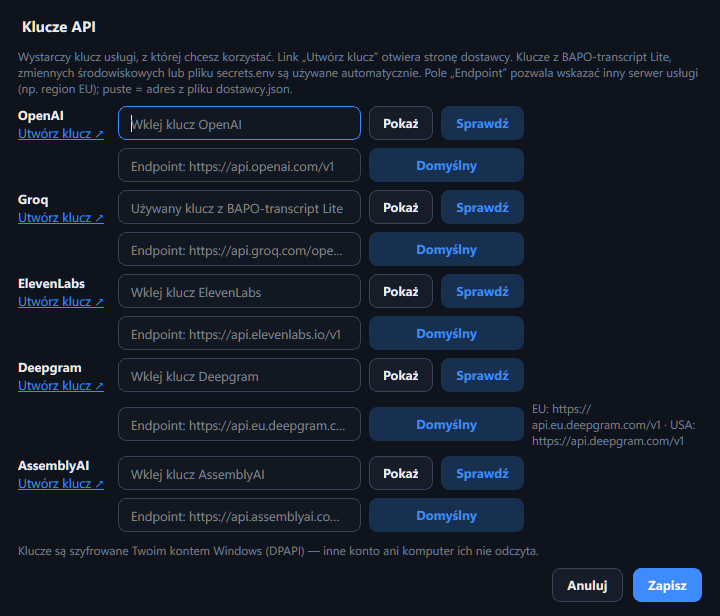 Klucze API
Wystarczy klucz usługi, z której chcesz korzystać. Link „Utwórz klucz" otwiera stronę dostawcy. Klucze z BAPO-transcript Lite,
zmiennych środowiskowych lub pliku secrets.env są używane automatycznie. Pole „Endpoint" pozwala wskazać inny serwer usługi
(np. region EU); puste = adres z pliku dostawcy.json.
OpenAI
Utwórz klucz ↗
Wklej klucz OpenAI
Pokaż
Sprawdź
Endpoint: https://api.openai.com/v1
Domyślny
Groq
Utwórz klucz ↗
Używany klucz z BAPO-transcript Lite
Pokaż
Sprawdź
Endpoint: https://api.groq.com/ope...
Domyślny
ElevenLabs
Utwórz klucz ↗
Wklej klucz ElevenLabs
Pokaż
Sprawdź
Endpoint: https://api.elevenlabs.io/v1
Domyślny
Deepgram
Utwórz klucz ↗
Wklej klucz Deepgram
Pokaż
Sprawdź
Endpoint: https://api.eu.deepgram.c...
Domyślny
EU: https://
api.eu.deepgram.com/v1 · USA:
https://api.deepgram.com/v1
AssemblyAI
Utwórz klucz ↗
Wklej klucz AssemblyAI
Pokaż
Sprawdź
Endpoint: https://api.assemblyai.co...
Domyślny
Klucze są szyfrowane Twoim kontem Windows (DPAPI) — inne konto ani komputer ich nie odczyta.
Anuluj
Zapisz